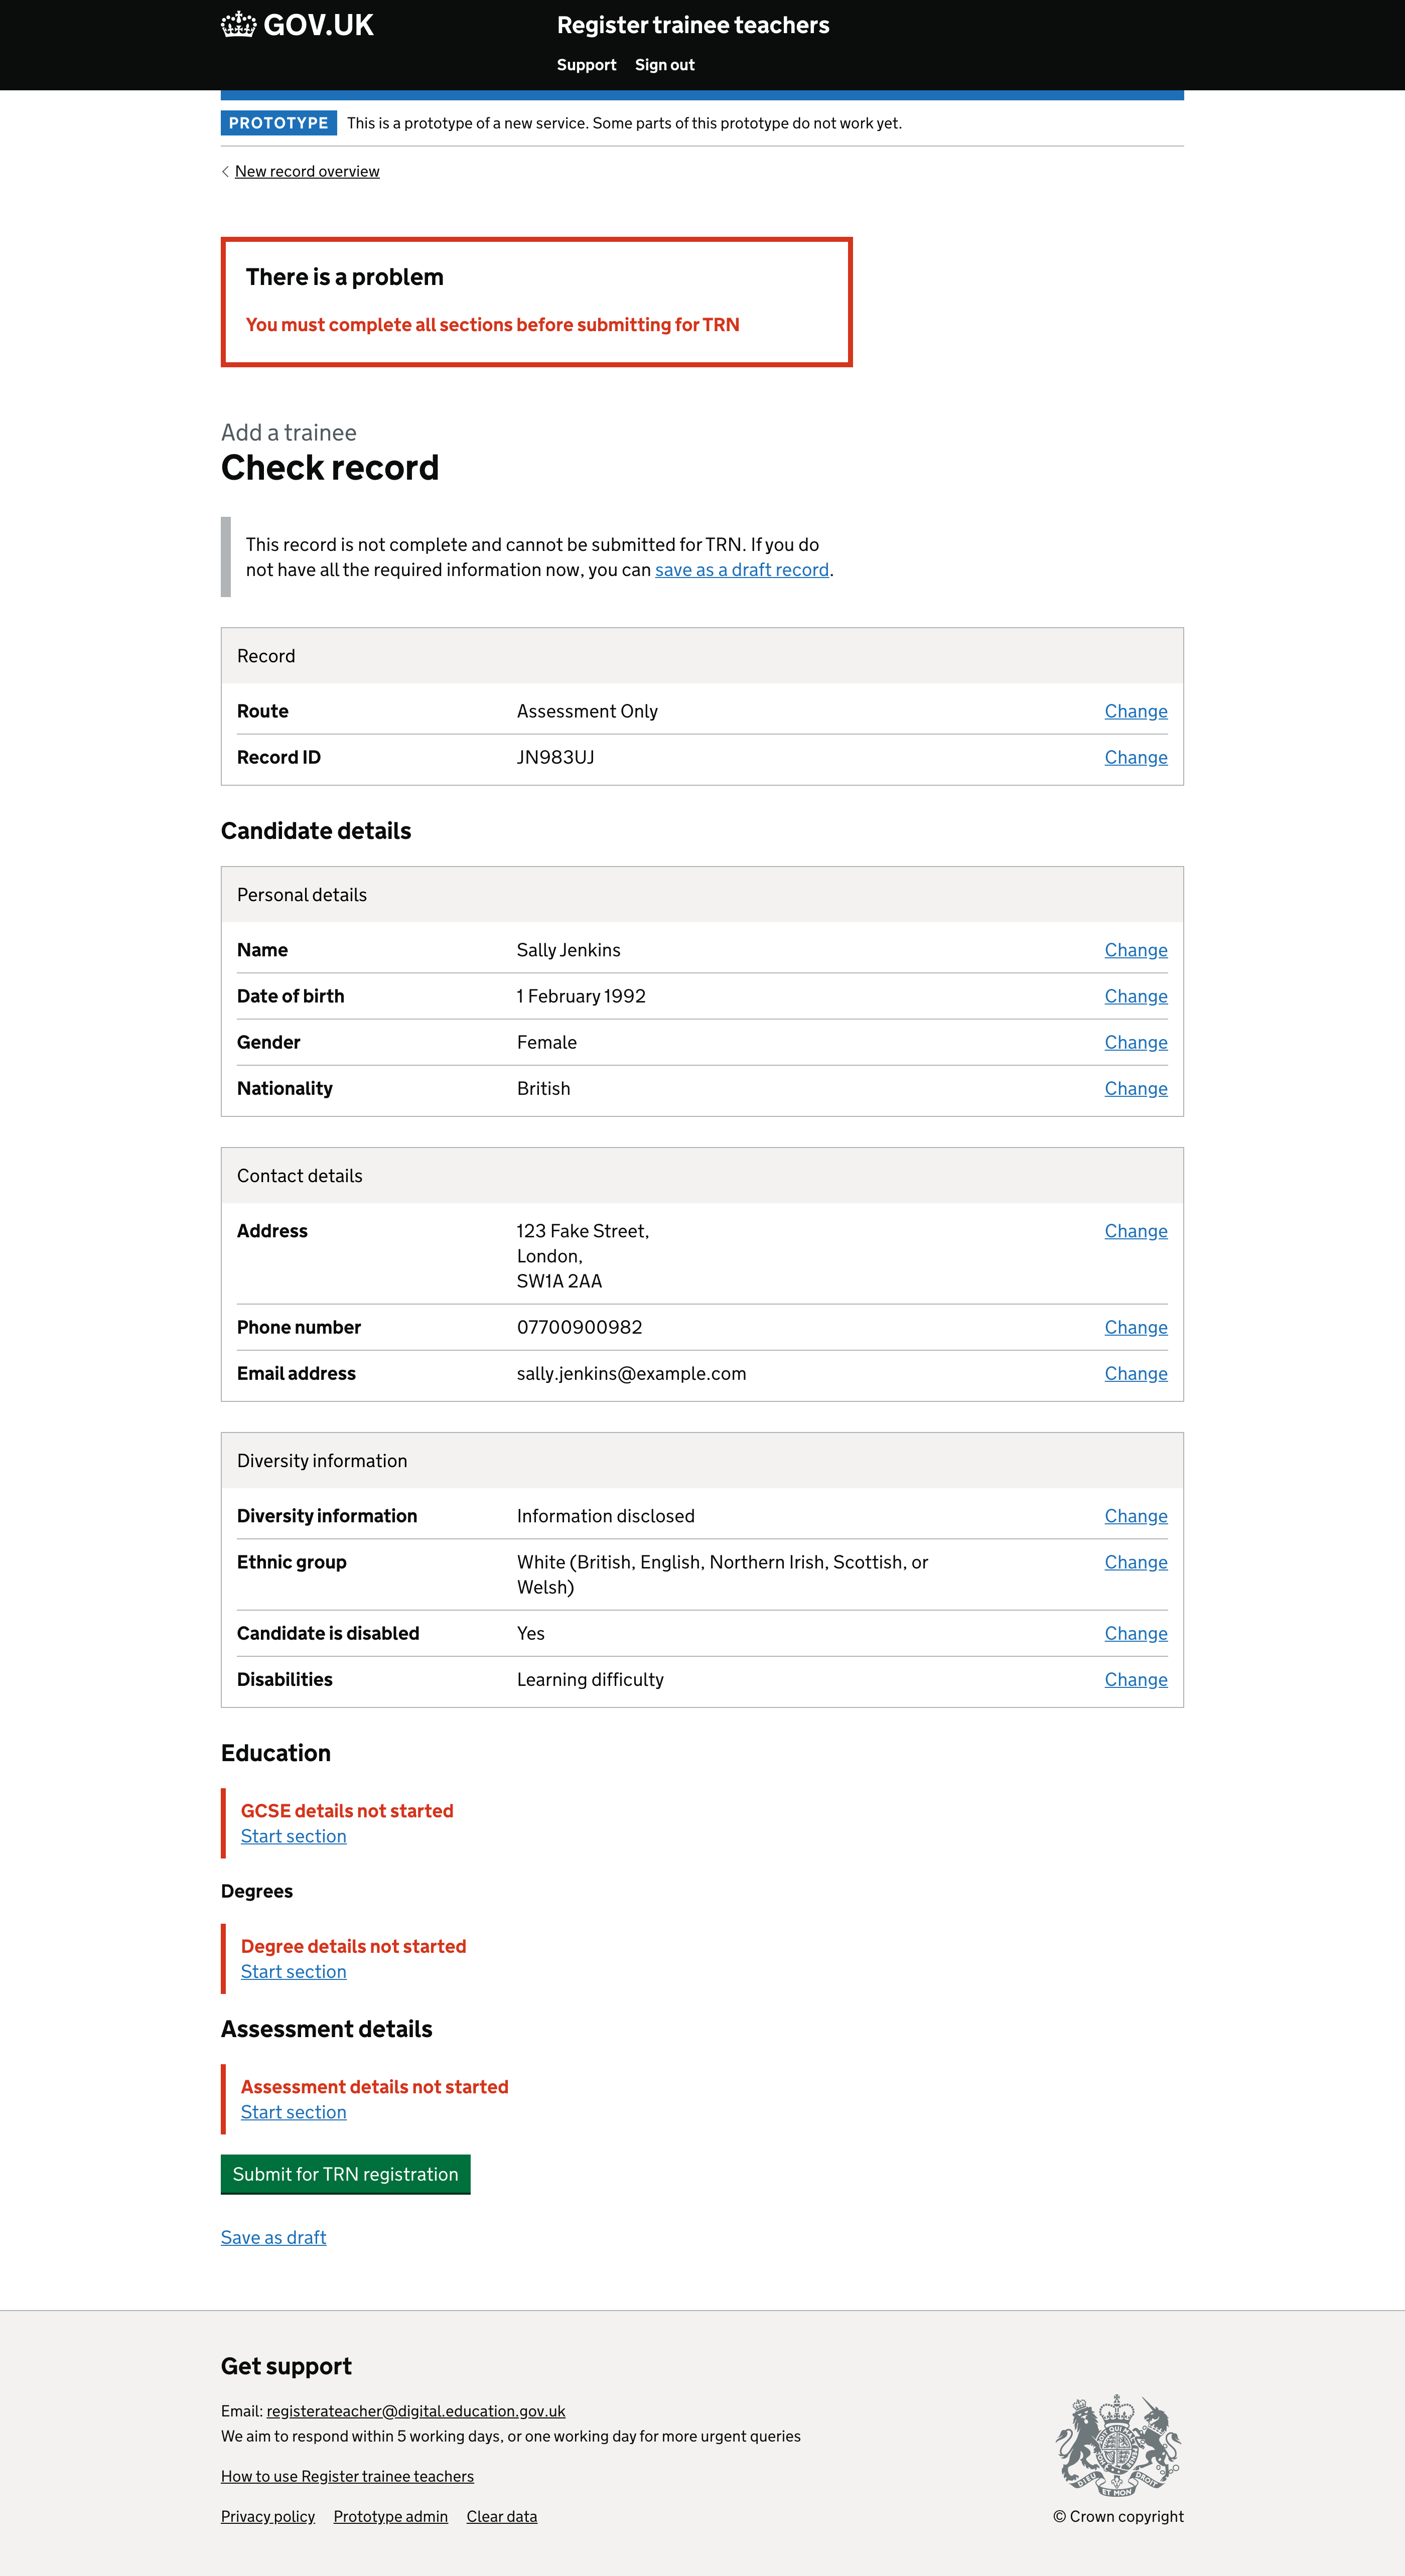 GOV.UK
Register trainee teachers
Support Sign out
PROTOTYPE This is a prototype of a new service. Some parts of this prototype do not work yet.
New record overview
There is a problem
You must complete all sections before submitting for TRN
Add a trainee
Check record
This record is not complete and cannot be submitted for TRN. If you do
not have all the required information now, you can save as a draft record.
Record
Route Assessment Only Change
Record ID JN983UJ Change
Candidate details
Personal details
Name Sally Jenkins Change
Date of birth 1 February 1992 Change
Gender Female Change
Nationality British Change
Contact details
Address 123 Fake Street, Change
London,
SW1A 2AA
Phone number 07700900982 Change
Email address sally.jenkins@example.com Change
Diversity information
Diversity information Information disclosed Change
Ethnic group White (British, English, Northern Irish, Scottish, or Change
Welsh)
Candidate is disabled Yes Change
Disabilities Learning difficulty Change
Education
GCSE details not started
Start section
Degrees
Degree details not started
Start section
Assessment details
Assessment details not started
Start section
Submit for TRN registration
Save as draft
Get support
Email: registerateacher@digital.education.gov.uk
We aim to respond within 5 working days, or one working day for more urgent queries
How to use Register trainee teachers
Privacy policy Prototype admin Clear data
DIEU ET MON DROIT
© Crown copyright